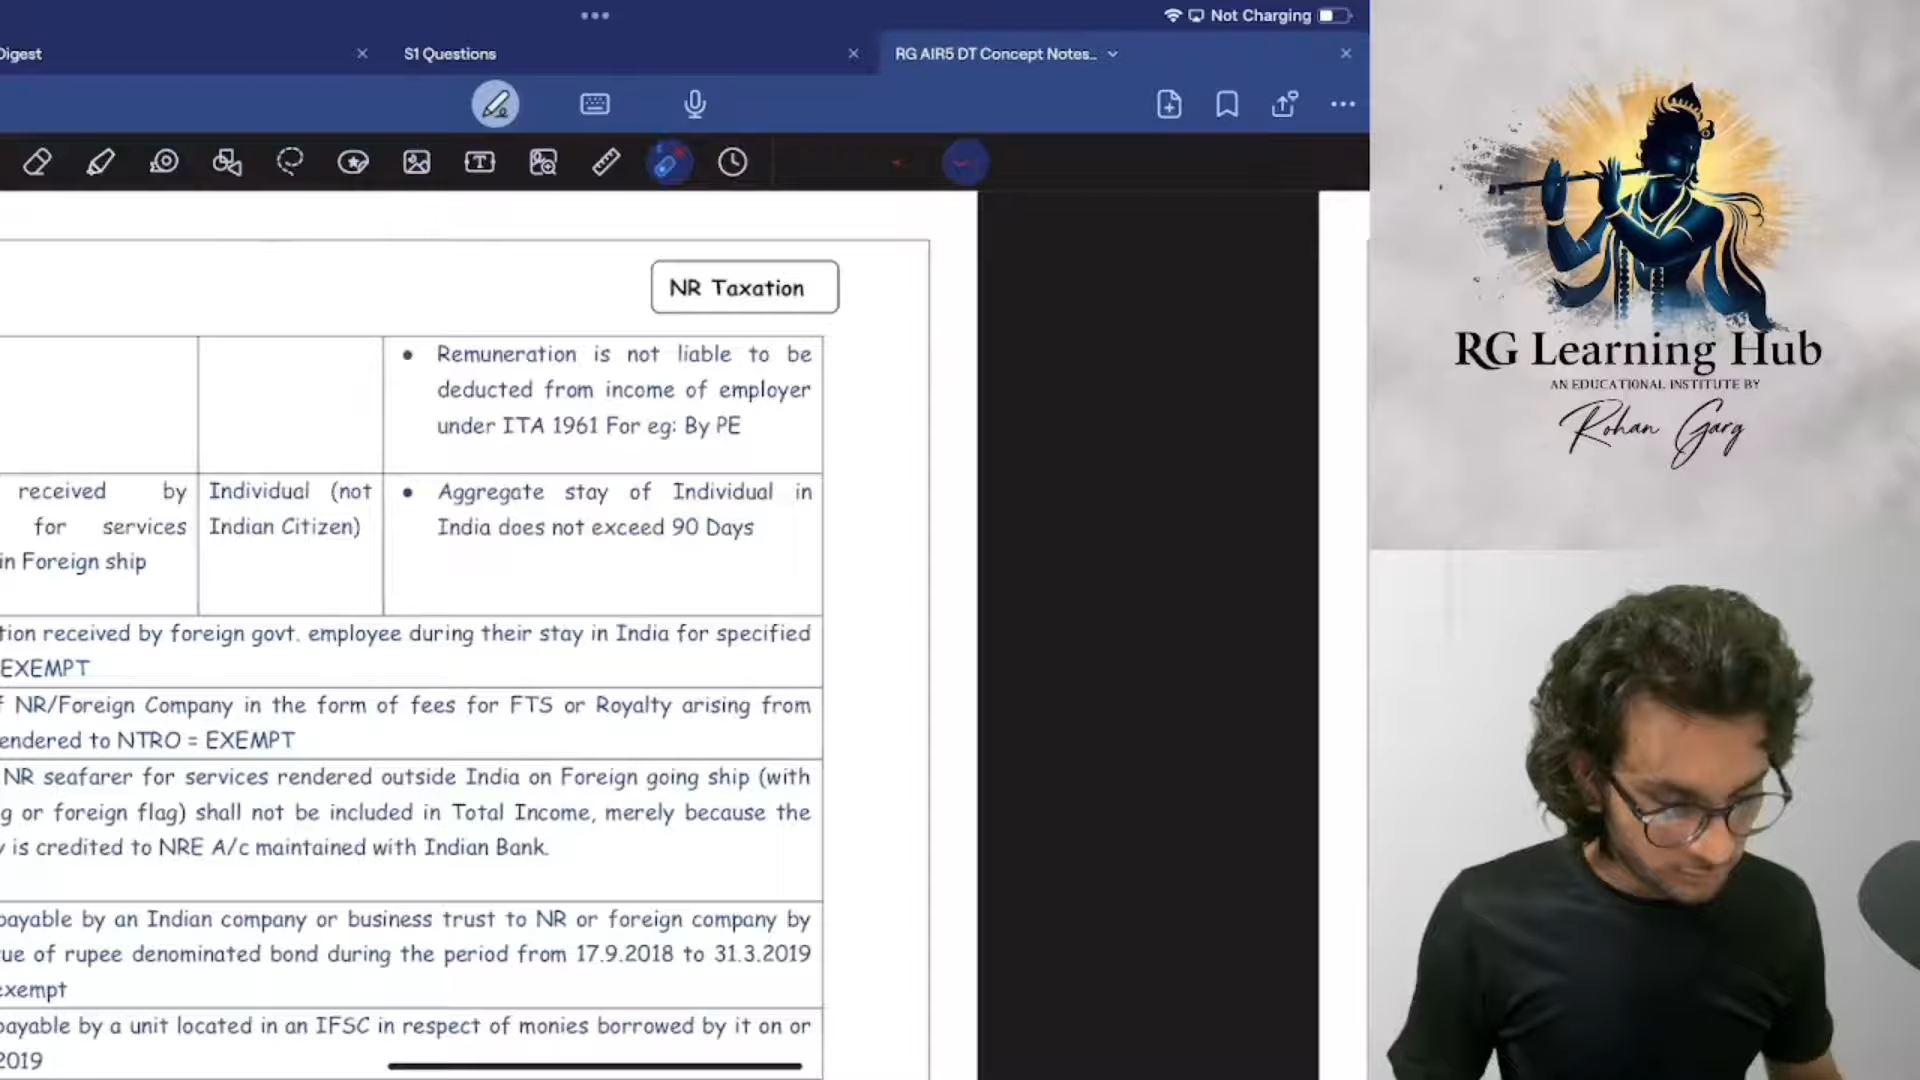 Not Charging
Digest
S1 Questions
RG AIR5 DT Concept Notes..
NR Taxation
Remuneration is not liable to be
deducted from income of employer
under ITA 1961 For eg: By PE
received by
for services
in Foreign ship
Individual (not
Indian Citizen)
Aggregate stay of Individual in
India does not exceed 90 Days
tion received by foreign govt. employee during their stay in India for specified
EXEMPT
f NR/Foreign Company in the form of fees for FTS or Royalty arising from
endered to NTRO = EXEMPT
NR seafarer for services rendered outside India on Foreign going ship (with
g or foreign flag) shall not be included in Total Income, merely because the
y is credited to NRE A/c maintained with Indian Bank.
payable by an Indian company or business trust to NR or foreign company by
ue of rupee denominated bond during the period from 17.9.2018 to 31.3.2019
exempt
payable by a unit located in an IFSC in respect of monies borrowed by it on or
2019
RG Learning Hub
AN EDUCATIONAL INSTITUTE BY
Rohan Garg